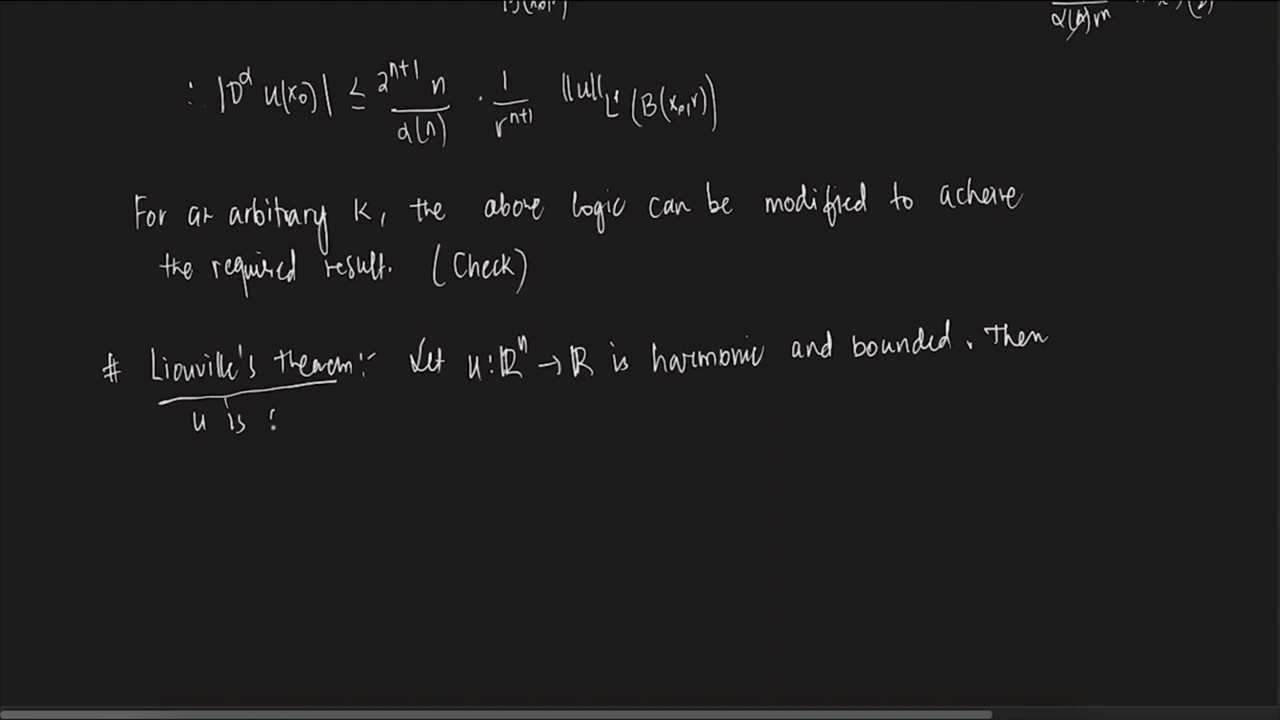 ∴ |D^α u(x₀)| ≤ 2^{n+1} n / α(n) · 1 / r^{n+1} ||u||_{L¹(B(x₀,r))}
For an arbitrary K, the above logic can be modified to acheive
the required result. (Check)
# Liouville's theorem:- Let u : ℝⁿ → ℝ is harmonic and bounded. Then
u is